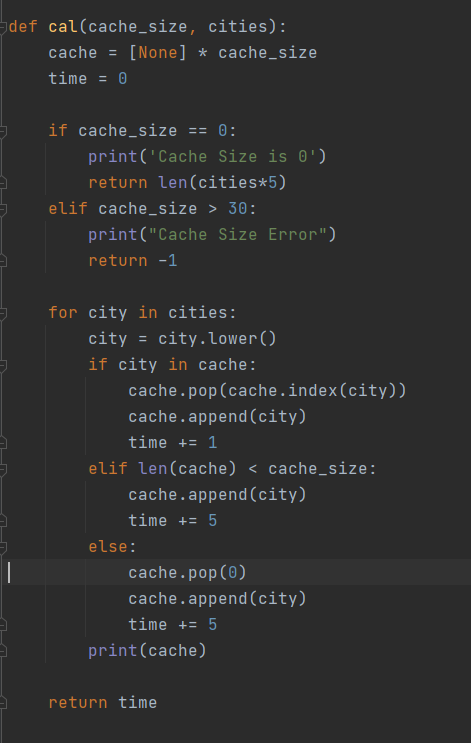 def cal(cache_size, cities):
    cache = [None] * cache_size
    time = 0

    if cache_size == 0:
        print('Cache Size is 0')
        return len(cities*5)
    elif cache_size > 30:
        print("Cache Size Error")
        return -1

    for city in cities:
        city = city.lower()
        if city in cache:
            cache.pop(cache.index(city))
            cache.append(city)
            time += 1
        elif len(cache) < cache_size:
            cache.append(city)
            time += 5
        else:
            cache.pop(0)
            cache.append(city)
            time += 5
        print(cache)

    return time